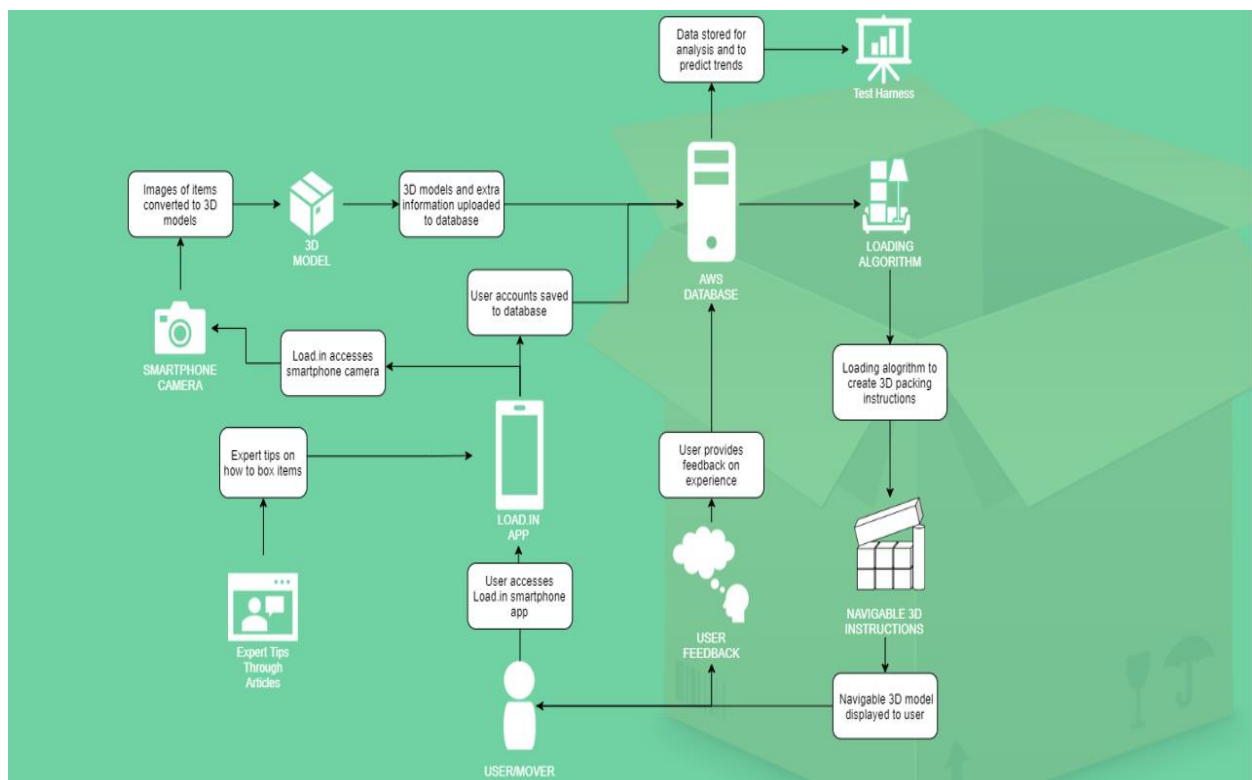 Data stored for
analysis and to
predict trends
Test Harness
Images of items
converted to 3D
models
3D
MODEL
3D models and extra
information uploaded
to database
AWS
DATABASE
LOADING
ALGORITHM
User accounts saved
to database
SMARTPHONE
CAMERA
Load.in accesses
smartphone camera
Loading alogrithm to
create 3D packing
instructions
Expert tips on
how to box items
LOAD.IN
APP
User provides
feedback on
experience
Expert Tips
Through
Articles
User accesses
Load.in smartphone
app
USER
FEEDBACK
NAVIGABLE 3D
INSTRUCTIONS
Navigable 3D model
displayed to user
USER/MOVER